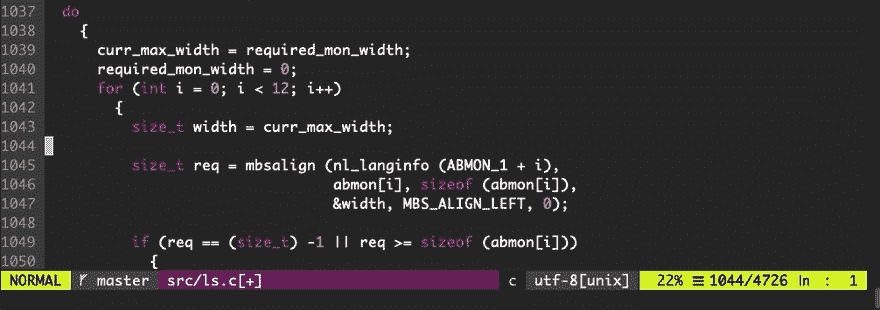 1037 do
1038 {
1039 curr_max_width = required_mon_width;
1040 required_mon_width = 0;
1041 for (int i = 0; i < 12; i++)
1042 {
1043 size_t width = curr_max_width;
1044
1045 size_t req = mbsalign (nl_langinfo (ABMON_1 + i),
1046 abmon[i], sizeof (abmon[i]),
1047 &width, MBS_ALIGN_LEFT, 0);
1048
1049 if (req == (size_t) -1 || req >= sizeof (abmon[i]))
1050 {
NORMAL master src/ls.c[+] c utf-8[unix] 22% ☰ 1044/4726 ln : 1